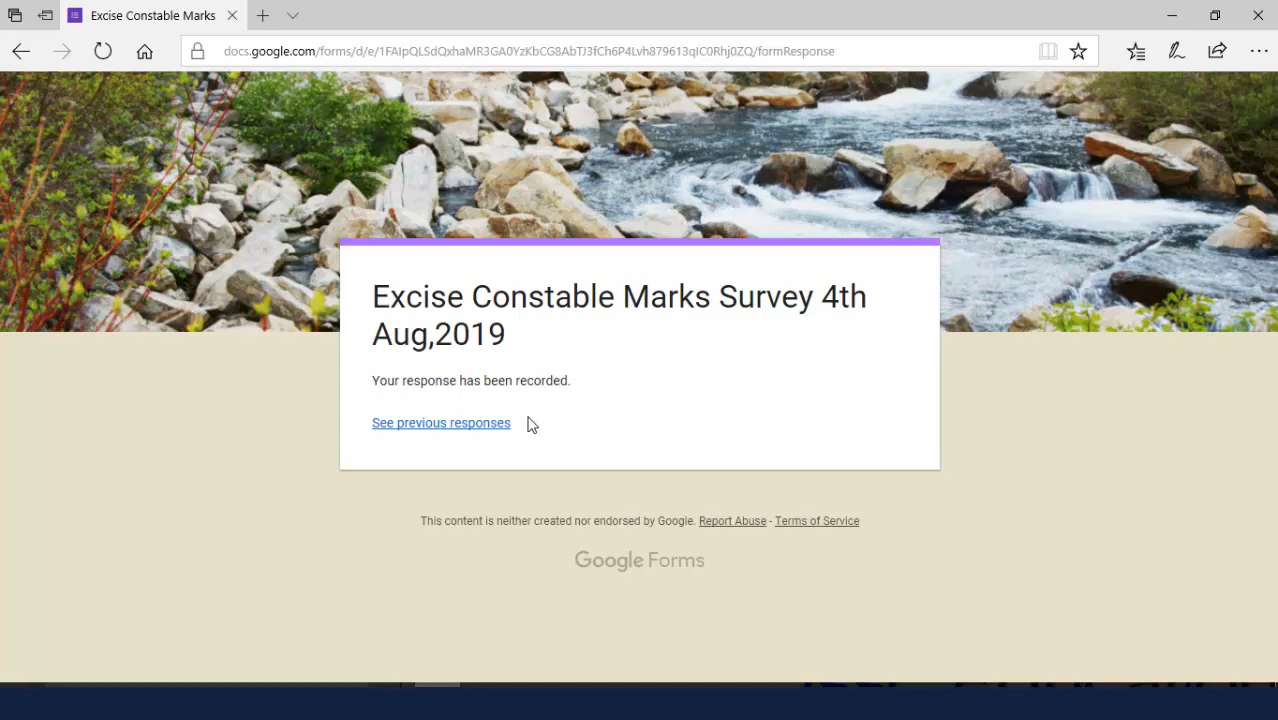 Excise Constable Marks
docs.google.com/forms/d/e/1FAIpQLSdQxhaMR3GA0YzKbCG8AbTJ3fCh6P4Lvh879613qIC0Rhj0ZQ/formResponse
Excise Constable Marks Survey 4th
Aug,2019
Your response has been recorded.
See previous responses
This content is neither created nor endorsed by Google. Report Abuse - Terms of Service
Google Forms